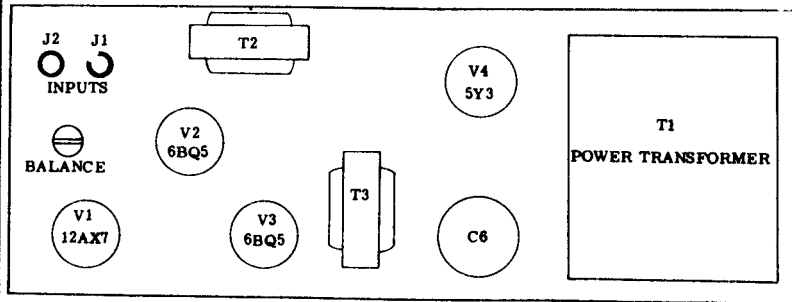 J2 J1
INPUTS
T2
V4
5Y3
T1
POWER TRANSFORMER
V2
6BQ5
BALANCE
T3
V1
12AX7
V3
6BQ5
C6